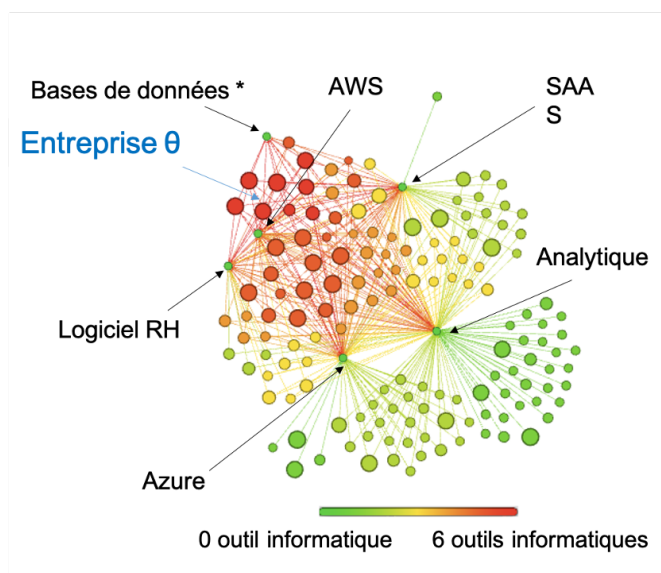 Bases de données *
AWS
SAA
S
Entreprise θ
Analytique
Logiciel RH
Azure
0 outil informatique
6 outils informatiques